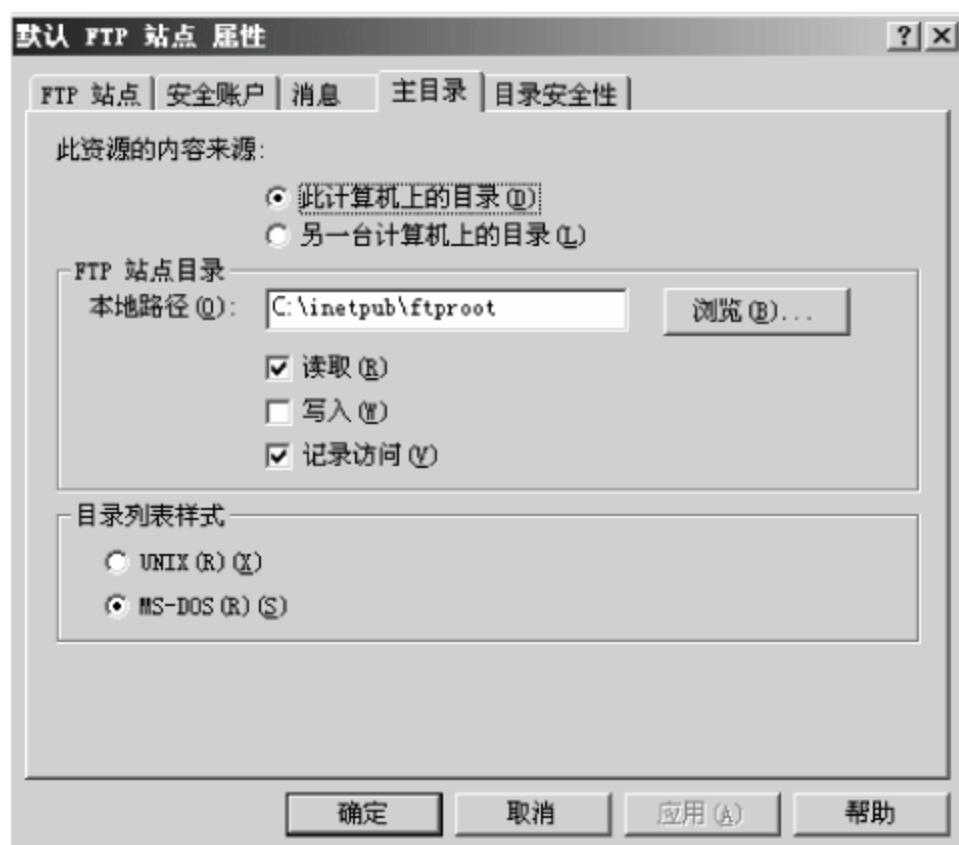 默认 FTP 站点 属性
FTP 站点 安全账户 消息 主目录 目录安全性
此资源的内容来源:
此计算机上的目录(D)
另一台计算机上的目录(L)
FTP 站点目录
本地路径(O): C:\inetpub\ftproot 浏览(B)...
读取(R)
写入(W)
记录访问(V)
目录列表样式
UNIX(R)(X)
MS-DOS(R)(S)
确定 取消 应用(A) 帮助